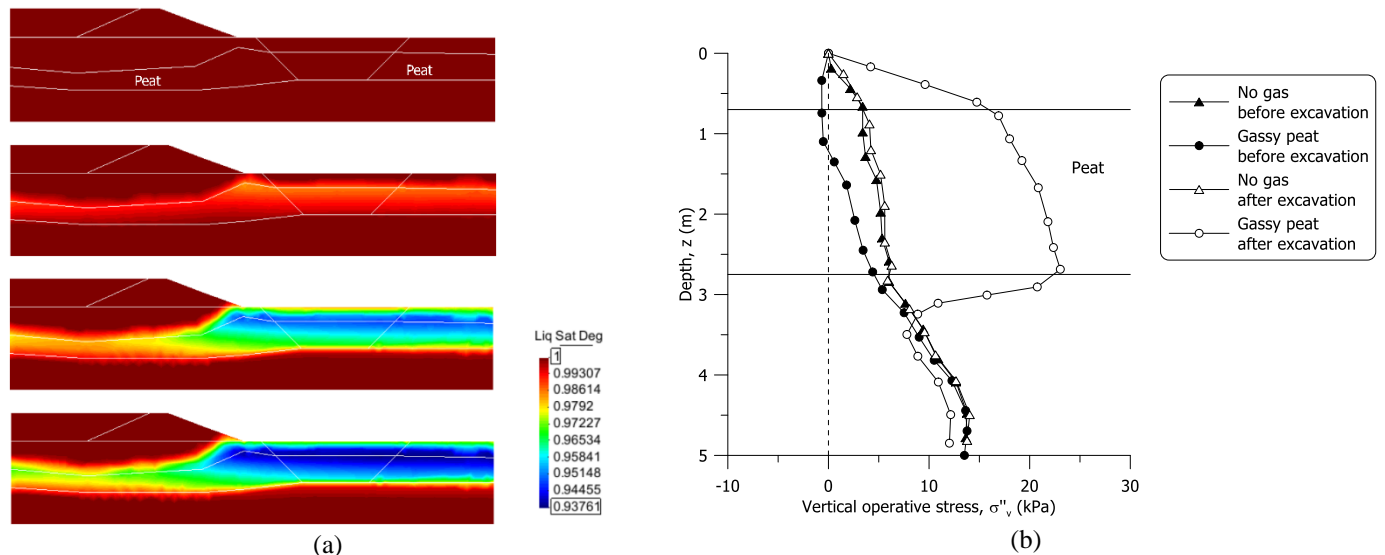 Peat
Peat
Liq Sat Deg
1
0.99307
0.98614
0.9792
0.97227
0.96534
0.95841
0.95148
0.94455
0.93761
(a)
0
1
2
3
4
5
Depth, z (m)
Peat
-10
0
10
20
30
Vertical operative stress, σ''v (kPa)
(b)
No gas
before excavation
Gassy peat
before excavation
No gas
after excavation
Gassy peat
after excavation